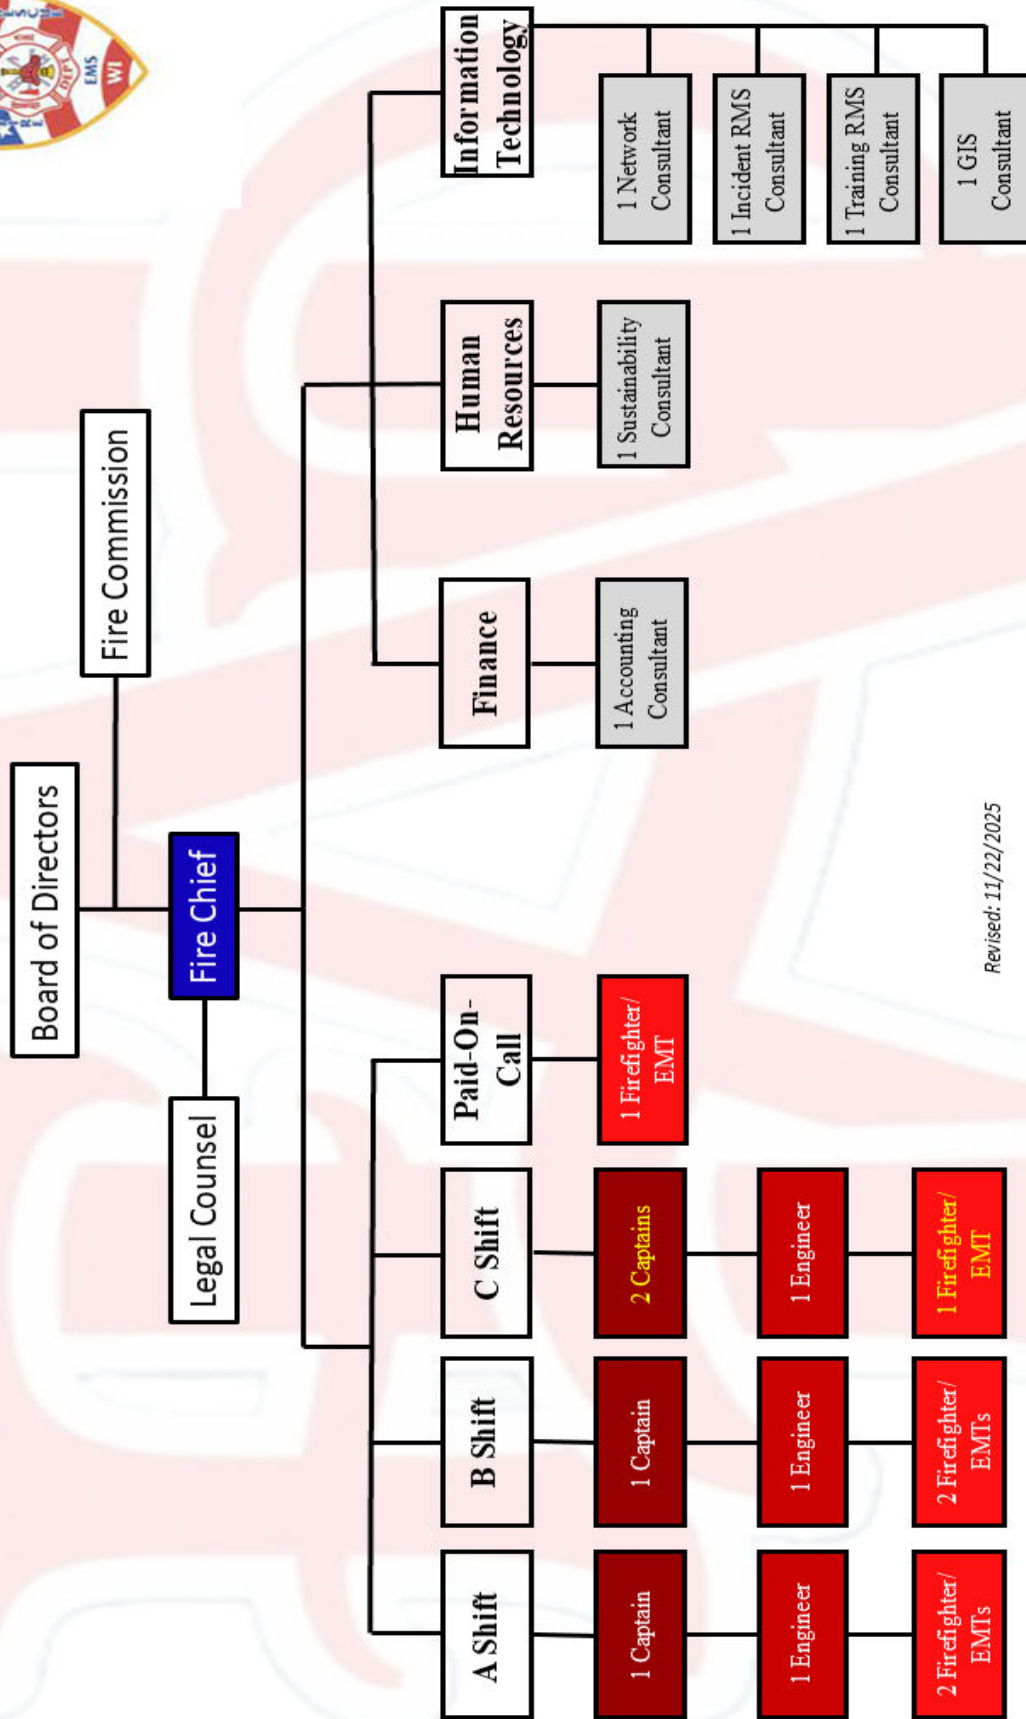 Board of Directors
Fire Commission
Legal Counsel
Fire Chief
A Shift
B Shift
C Shift
Paid-On-
Call
Finance
Human
Resources
Information
Technology
1 Captain
1 Captain
2 Captains
1 Firefighter/
EMT
1 Accounting
Consultant
1 Sustainability
Consultant
1 Network
Consultant
1 Engineer
1 Engineer
1 Engineer
1 Incident RMS
Consultant
1 Training RMS
Consultant
2 Firefighter/
EMTs
2 Firefighter/
EMTs
1 Firefighter/
EMT
1 GIS
Consultant
Revised: 11/22/2025
EMS
WI
DEPT